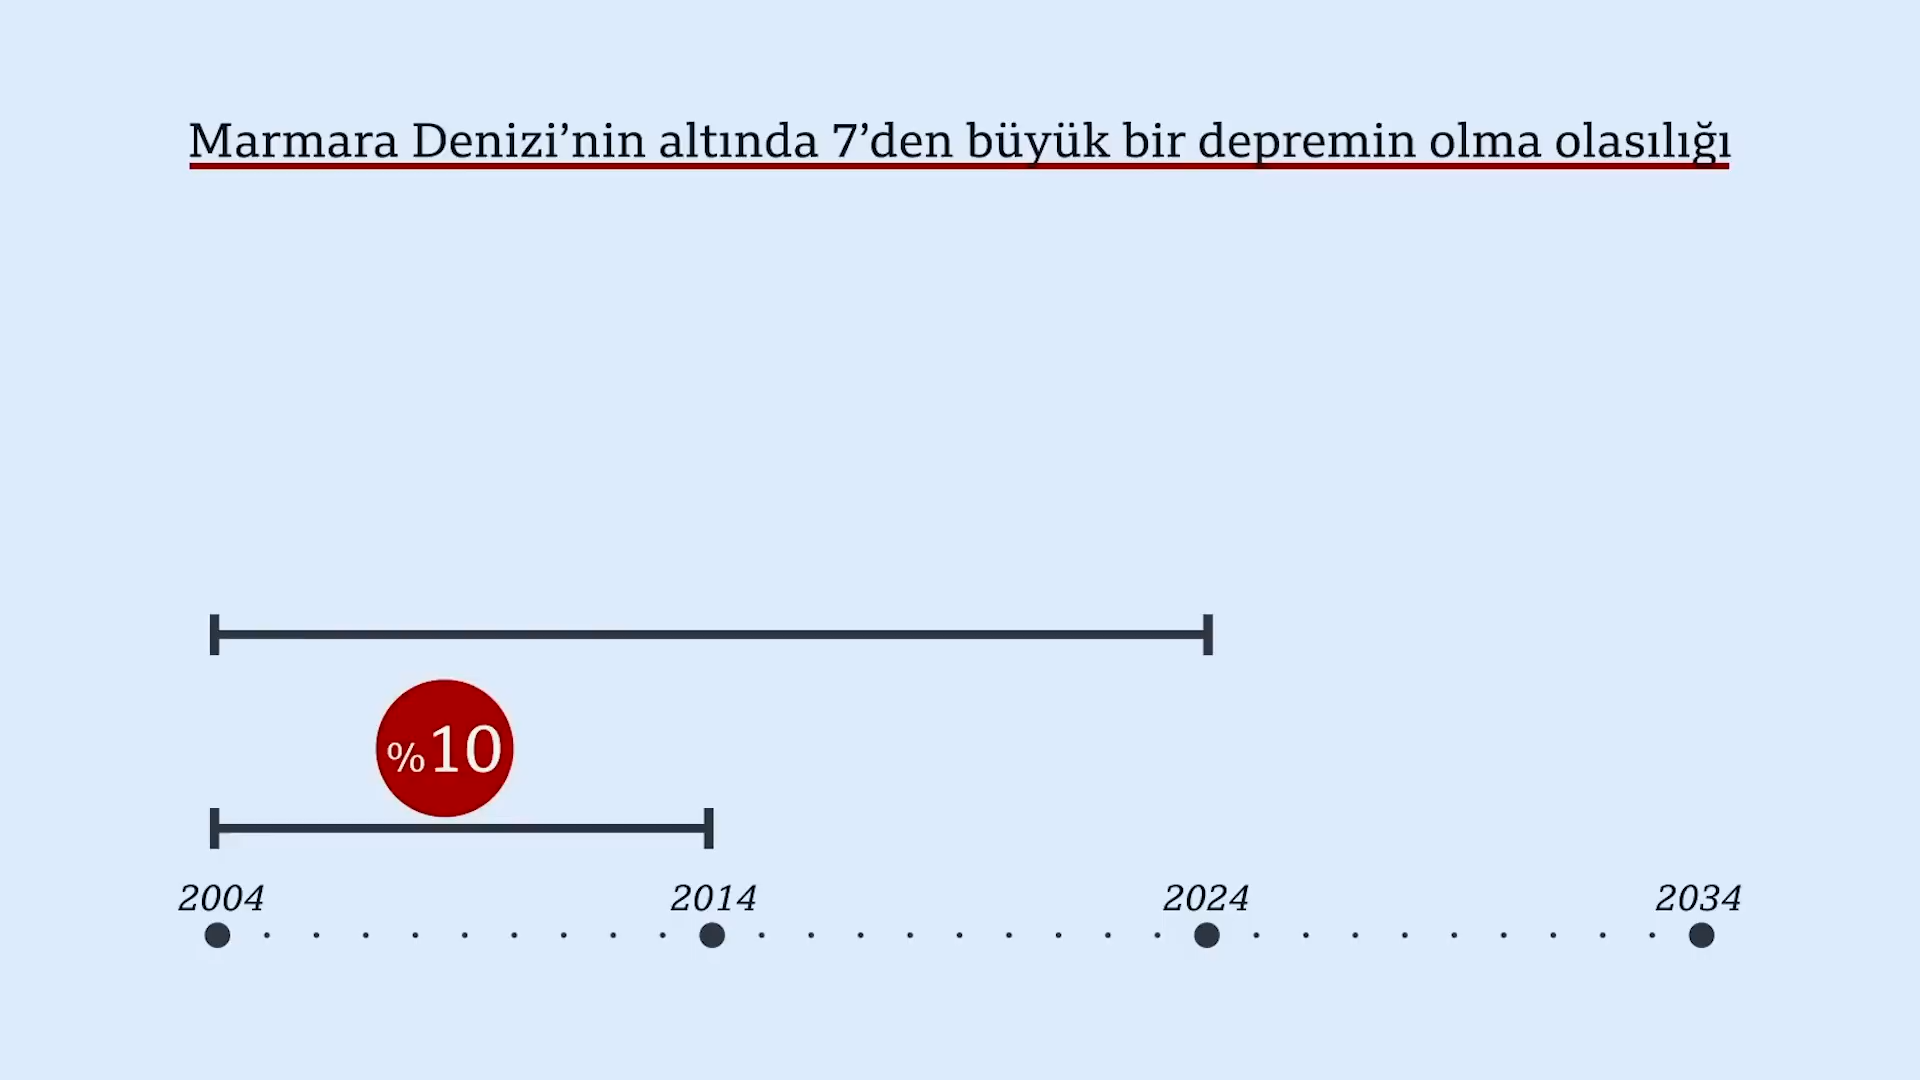 Marmara Denizi’nin altında 7’den büyük bir depremin olma olasılığı
%10
2004 2014 2024 2034